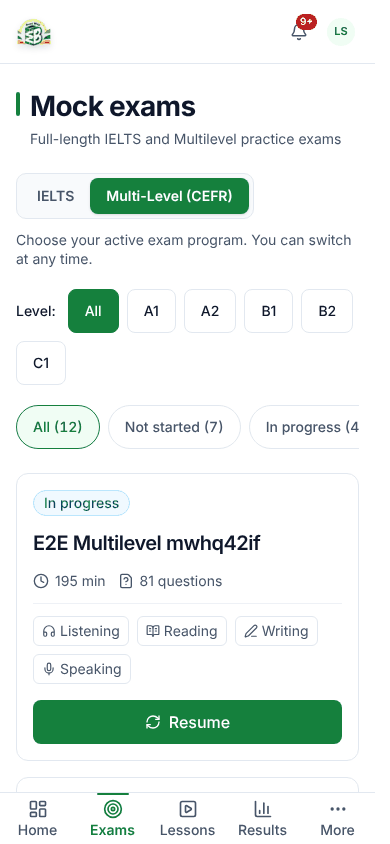 9+
LS
Mock exams
Full-length IELTS and Multilevel practice exams
IELTS
Multi-Level (CEFR)
Choose your active exam program. You can switch
at any time.
Level:
All
A1
A2
B1
B2
C1
All (12)
Not started (7)
In progress (4
In progress
E2E Multilevel mwhq42if
195 min
81 questions
Listening
Reading
Writing
Speaking
Resume
Home
Exams
Lessons
Results
More